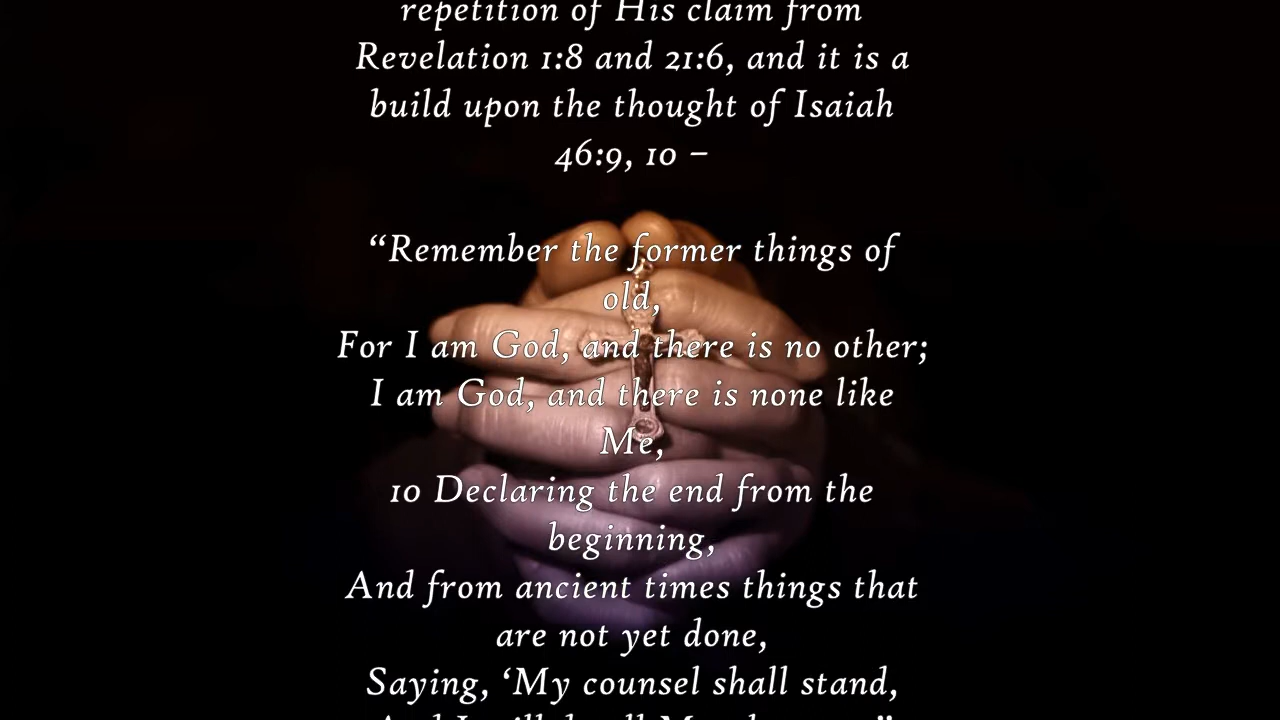 repetition of His claim from
Revelation 1:8 and 21:6, and it is a
build upon the thought of Isaiah
46:9, 10 –
“Remember the former things of
old,
For I am God, and there is no other;
I am God, and there is none like
Me,
10 Declaring the end from the
beginning,
And from ancient times things that
are not yet done,
Saying, ‘My counsel shall stand,